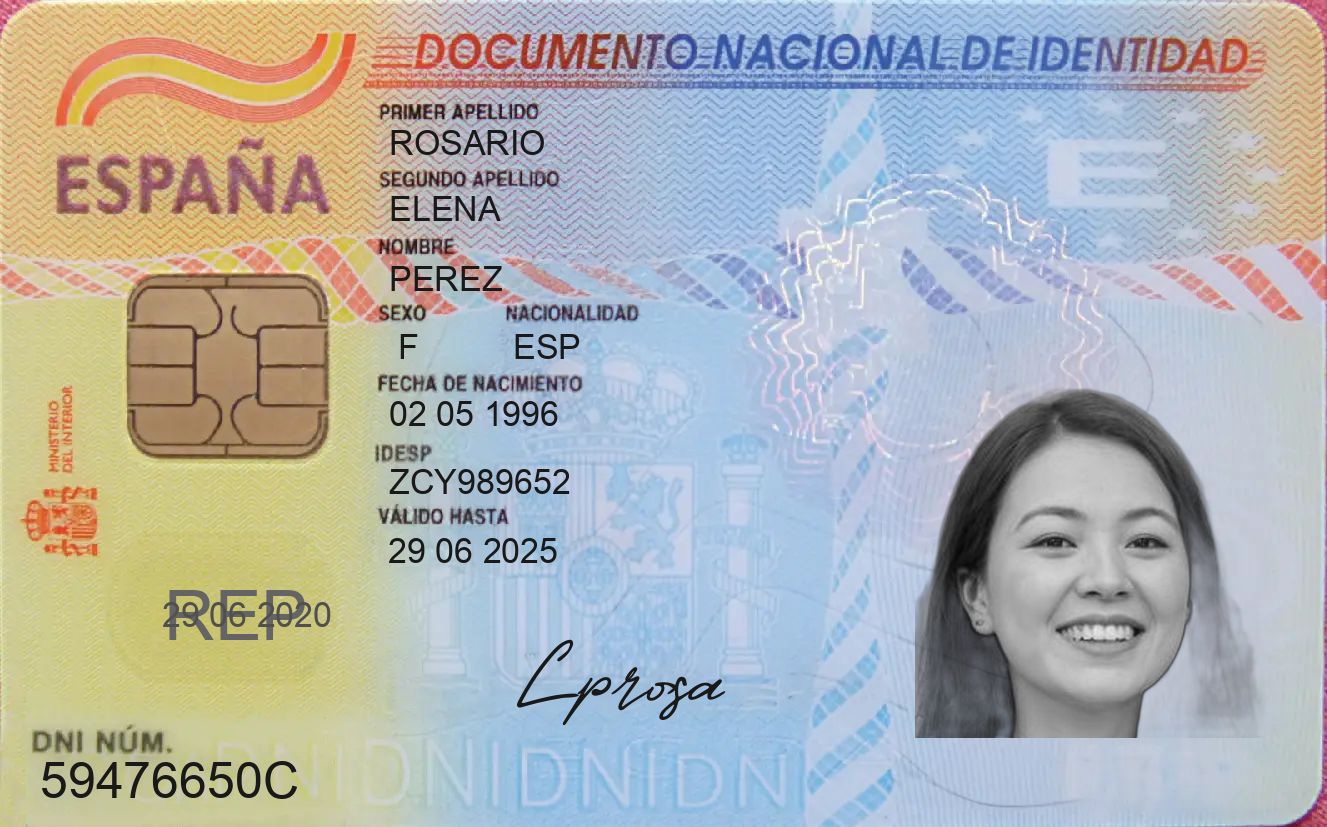 DOCUMENTO NACIONAL DE IDENTIDAD
ESPAÑA
PRIMER APELLIDO
ROSARIO
SEGUNDO APELLIDO
ELENA
NOMBRE
PEREZ
SEXO NACIONALIDAD
F ESP
FECHA DE NACIMIENTO
02 05 1996
IDESP
ZCY989652
VÁLIDO HASTA
29 06 2025
MINISTERIO
DEL INTERIOR
E
REP
29 06 2020
Lprosa
DNI NÚM.
59476650C
DNIDNIDNIDNI